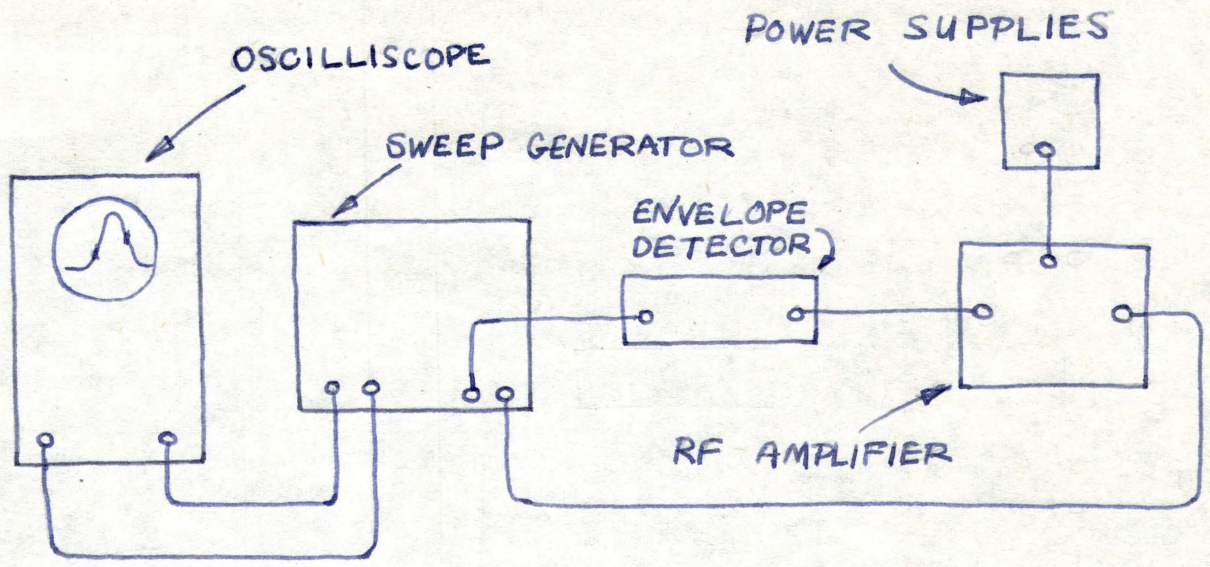 POWER SUPPLIES
OSCILLISCOPE
SWEEP GENERATOR
ENVELOPE
DETECTOR
RF AMPLIFIER